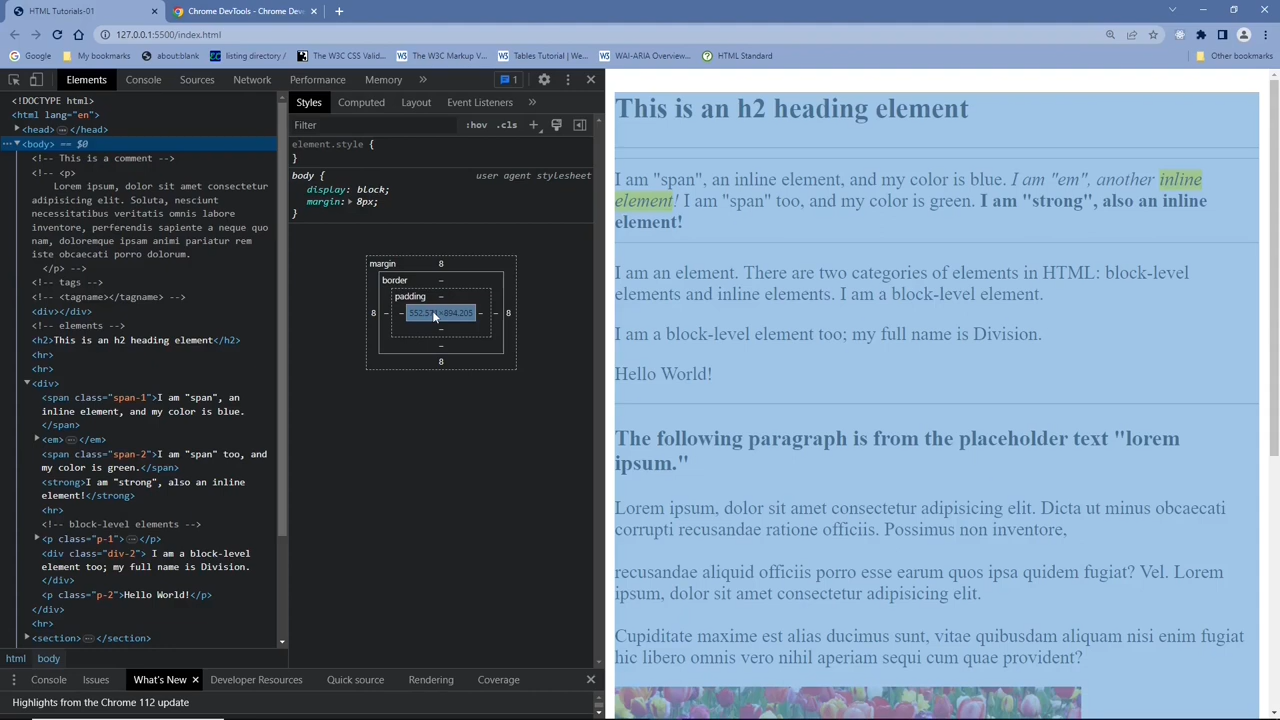 HTML Tutorials-01
Chrome DevTools - Chrome Dev
127.0.0.1:5500/index.html
Google
My bookmarks
about:blank
listing directory /
The W3C CSS Valid...
The W3C Markup V...
Tables Tutorial | We...
WAI-ARIA Overview...
HTML Standard
Other bookmarks
Elements
Console
Sources
Network
Performance
Memory
1
<!DOCTYPE html>
<html lang="en">
<head> … </head>
<body> == $0
<!-- This is a comment -->
<!-- <p>
Lorem ipsum, dolor sit amet consectetur
adipisicing elit. Soluta, nesciunt
necessitatibus veritatis omnis labore
inventore, perferendis sapiente a neque quo
nam, doloremque ipsam animi pariatur rem
iste obcaecati porro dolorum.
</p> -->
<!-- tags -->
<!-- <tagname></tagname> -->
<div></div>
<!-- elements -->
<h2>This is an h2 heading element</h2>
<hr>
<hr>
<div>
<span class="span-1">I am "span", an
inline element, and my color is blue.
</span>
<em> … </em>
<span class="span-2">I am "span" too, and
my color is green.</span>
<strong>I am "strong", also an inline
element!</strong>
<hr>
<!-- block-level elements -->
<p class="p-1"> … </p>
<div class="div-2"> I am a block-level
element too; my full name is Division.
</div>
<p class="p-2">Hello World!</p>
</div>
<hr>
<section> … </section>
html
body
Styles
Computed
Layout
Event Listeners
Filter
:hov
.cls
element.style {
}
body {
user agent stylesheet
display: block;
margin: 8px;
}
margin
8
border
–
padding
–
8
–
–
–
–
8
–
–
8
Console
Issues
What's New
Developer Resources
Quick source
Rendering
Coverage
Highlights from the Chrome 112 update
This is an h2 heading element
I am "span", an inline element, and my color is blue. I am "em", another inline
element! I am "span" too, and my color is green. I am "strong", also an inline
element!
I am an element. There are two categories of elements in HTML: block-level
elements and inline elements. I am a block-level element.
I am a block-level element too; my full name is Division.
Hello World!
The following paragraph is from the placeholder text "lorem
ipsum."
Lorem ipsum, dolor sit amet consectetur adipisicing elit. Dicta ut minus obcaecati
corrupti recusandae ratione officiis. Possimus non inventore,
recusandae aliquid officiis porro esse earum quos ipsa quidem fugiat? Vel. Lorem
ipsum, dolor sit amet consectetur adipisicing elit.
Cupiditate maxime est alias ducimus sunt, vitae quibusdam aliquam nisi enim fugiat
hic libero omnis vero nihil aperiam sequi cum quae provident?